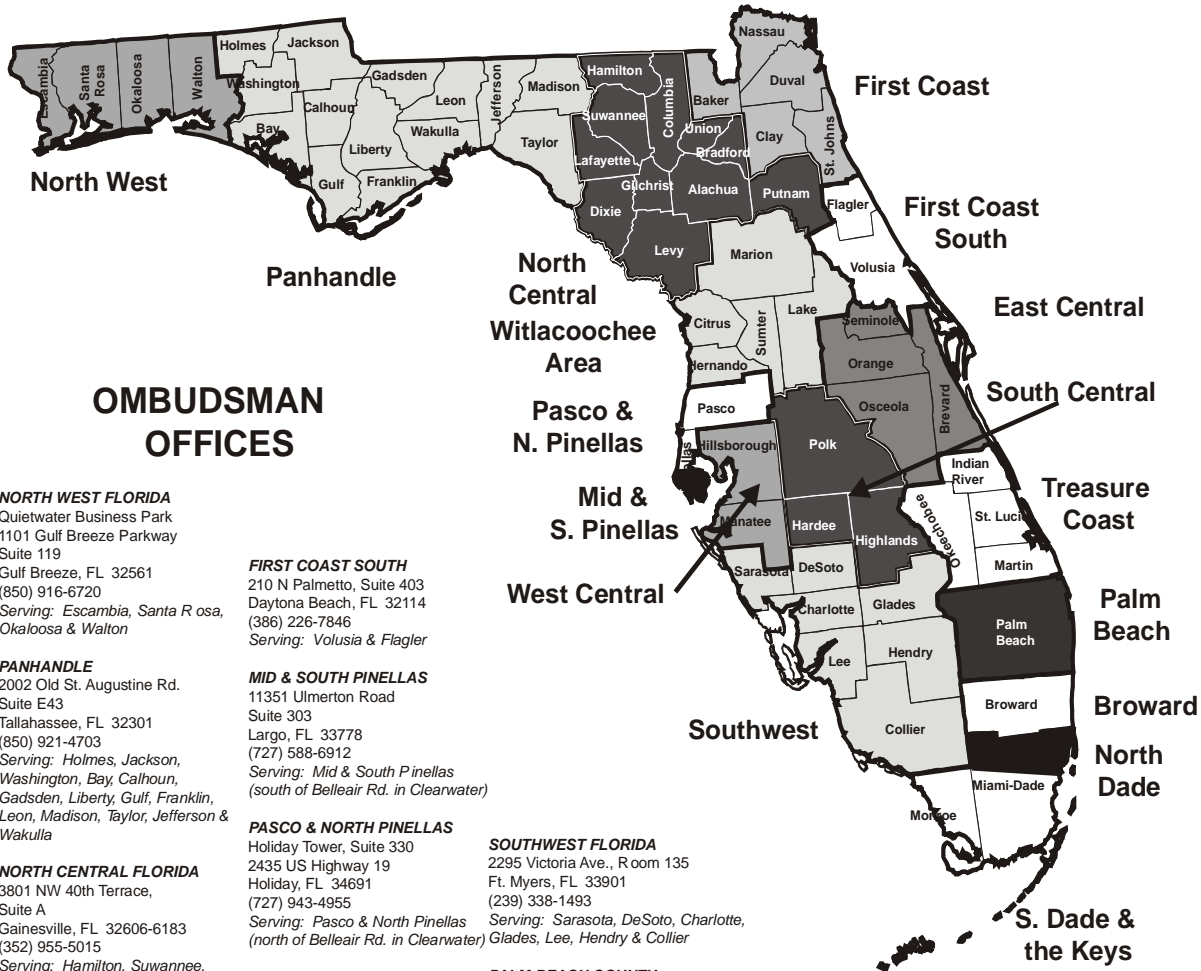 Nassau
Holmes
Jackson
Escambia
Santa
Rosa
Okaloosa
Walton
Washington
Gadsden
Jefferson
Madison
Hamilton
Columbia
Duval
First Coast
Calhoun
Leon
Baker
Suwannee
Bay
Liberty
Wakulla
Taylor
Union
Clay
St. Johns
Bradford
Lafayette
North West
Gulf
Franklin
Gilchrist
Alachua
Putnam
Flagler
Dixie
First Coast
South
Levy
Marion
Volusia
Panhandle
North
Central
East Central
Citrus
Sumter
Lake
Seminole
Witlacoochee
Area
Hernando
Orange
OMBUDSMAN
OFFICES
Pasco &
N. Pinellas
Pasco
Osceola
Brevard
South Central
Hillsborough
Polk
Indian
River
Mid &
S. Pinellas
Treasure
Coast
Manatee
Hardee
Highlands
Okeechobee
St. Luci
Sarasota
DeSoto
Martin
West Central
Charlotte
Glades
Palm
Beach
Palm
Beach
Lee
Hendry
Southwest
Collier
Broward
Broward
North
Dade
Miami-Dade
Monroe
S. Dade &
the Keys
NORTH WEST FLORIDA
Quietwater Business Park
1101 Gulf Breeze Parkway
Suite 119
Gulf Breeze, FL 32561
(850) 916-6720
Serving: Escambia, Santa R osa,
Okaloosa & Walton
PANHANDLE
2002 Old St. Augustine Rd.
Suite E43
Tallahassee, FL 32301
(850) 921-4703
Serving: Holmes, Jackson,
Washington, Bay, Calhoun,
Gadsden, Liberty, Gulf, Franklin,
Leon, Madison, Taylor, Jefferson &
Wakulla
NORTH CENTRAL FLORIDA
3801 NW 40th Terrace,
Suite A
Gainesville, FL 32606-6183
(352) 955-5015
Serving: Hamilton, Suwannee,
FIRST COAST SOUTH
210 N Palmetto, Suite 403
Daytona Beach, FL 32114
(386) 226-7846
Serving: Volusia & Flagler
MID & SOUTH PINELLAS
11351 Ulmerton Road
Suite 303
Largo, FL 33778
(727) 588-6912
Serving: Mid & South P inellas
(south of Belleair Rd. in Clearwater)
PASCO & NORTH PINELLAS
Holiday Tower, Suite 330
2435 US Highway 19
Holiday, FL 34691
(727) 943-4955
Serving: Pasco & North Pinellas
(north of Belleair Rd. in Clearwater)
SOUTHWEST FLORIDA
2295 Victoria Ave., R oom 135
Ft. Myers, FL 33901
(239) 338-1493
Serving: Sarasota, DeSoto, Charlotte,
Glades, Lee, Hendry & Collier
PALM BEACH COUNTY